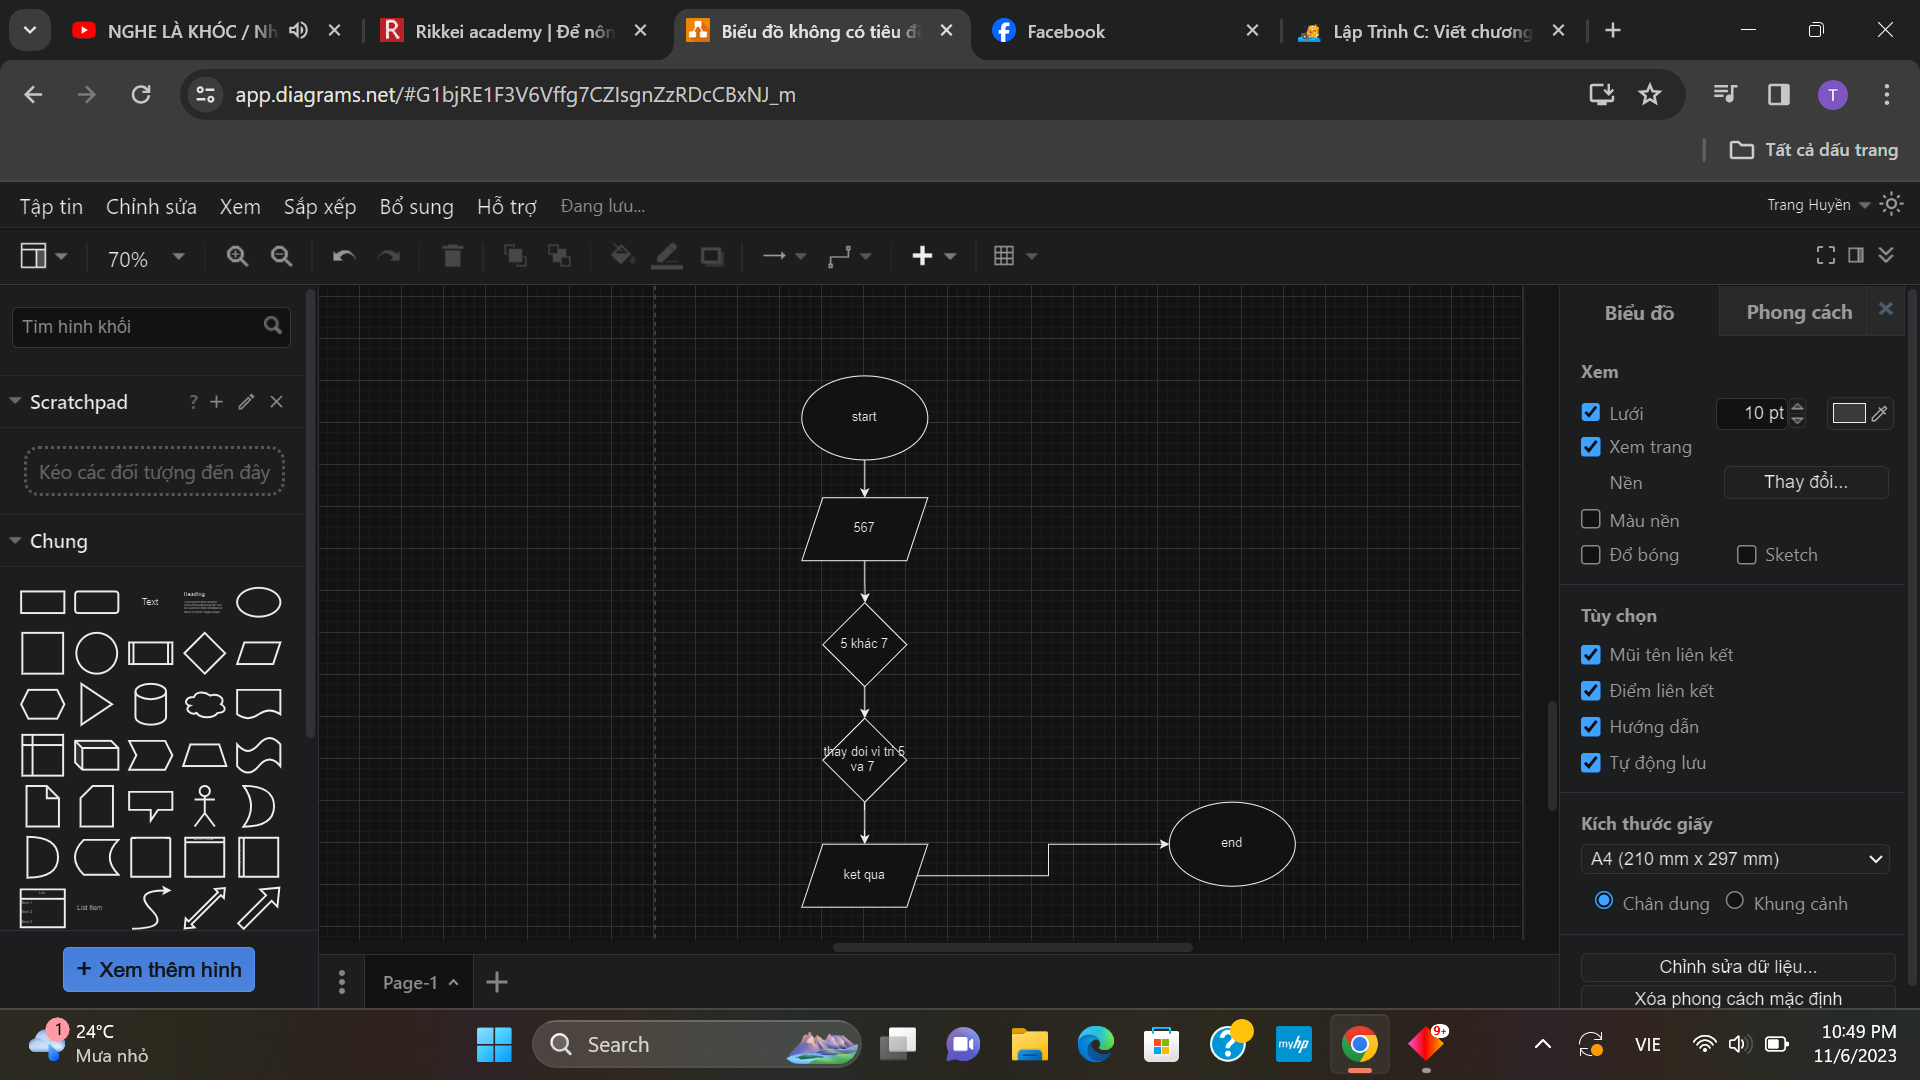 NGHE LÀ KHÓC / Nh
Rikkei academy | Để nôn
Biểu đồ không có tiêu đề
Facebook
Lập Trình C: Viết chương
app.diagrams.net/#G1bjRE1F3V6Vffg7CZIsgnZzRDcCBxNJ_m
T
Tất cả dấu trang
Tập tin Chỉnh sửa Xem Sắp xếp Bổ sung Hỗ trợ Đang lưu...
Trang Huyền
70%
Tìm hình khối
Scratchpad
?
Kéo các đối tượng đến đây
Chung
Text
Heading
List Item
+ Xem thêm hình
start
567
5 khác 7
thay doi vi tri 5
va 7
ket qua
end
Page-1
Biểu đồ
Phong cách
Xem
Lưới
10 pt
Xem trang
Nền
Thay đổi...
Màu nền
Đổ bóng
Sketch
Tùy chọn
Mũi tên liên kết
Điểm liên kết
Hướng dẫn
Tự động lưu
Kích thước giấy
A4 (210 mm x 297 mm)
Chân dung
Khung cảnh
Chỉnh sửa dữ liệu...
Xóa phong cách mặc định
1
24°C
Mưa nhỏ
Search
myhp
9+
VIE
10:49 PM
11/6/2023